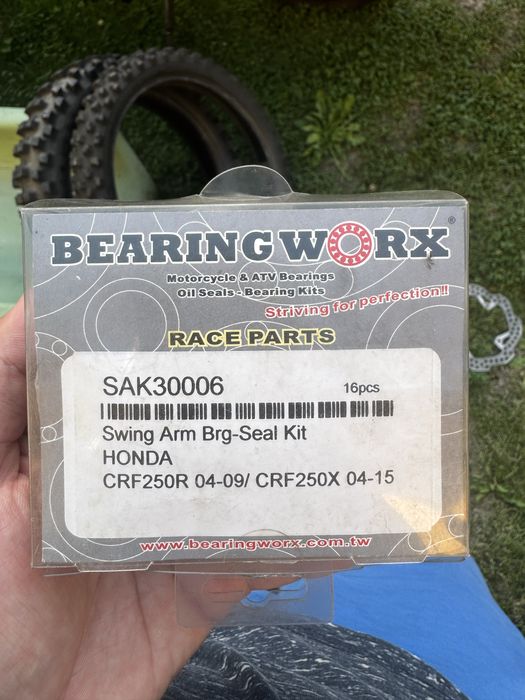 BEARINGWORX®
Motorcycle & ATV Bearings
Oil Seals - Bearing Kits
Striving for perfection!!
RACE PARTS
SAK30006 16pcs
Swing Arm Brg-Seal Kit
HONDA
CRF250R 04-09/ CRF250X 04-15
www.bearingworx.com.tw